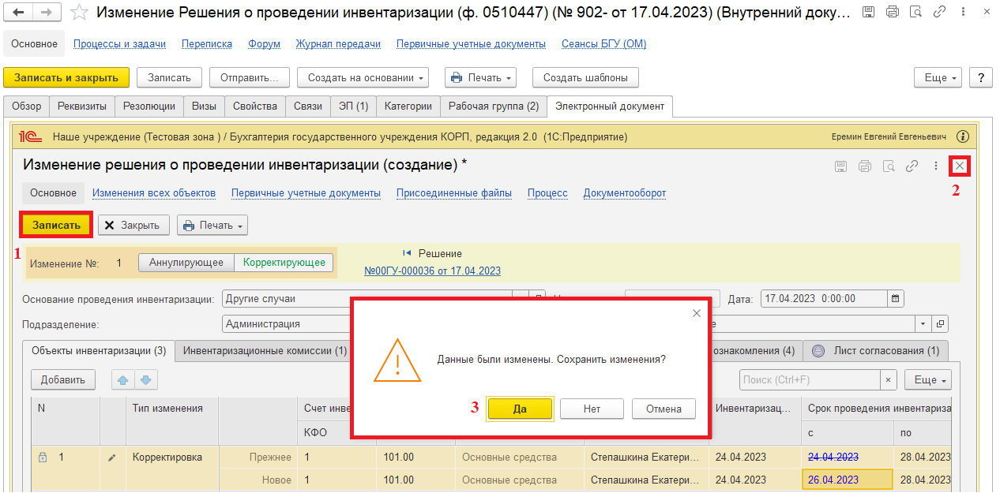 Изменение Решения о проведении инвентаризации (ф. 0510447) (№ 902- от 17.04.2023) (Внутренний доку...
Основное Процессы и задачи Переписка Форум Журнал передачи Первичные учетные документы Сеансы БГУ (ОМ)
Записать и закрыть Записать Отправить... Создать на основании Печать Создать шаблоны Еще ?
Обзор Реквизиты Резолюции Визы Свойства Связи ЭП (1) Категории Рабочая группа (2) Электронный документ
1С Наше учреждение (Тестовая зона ) / Бухгалтерия государственного учреждения КОРП, редакция 2.0 (1С:Предприятие) Еремин Евгений Евгеньевич i
Изменение решения о проведении инвентаризации (создание) *
2
Основное Изменения всех объектов Первичные учетные документы Присоединенные файлы Процесс Документооборот
Записать Закрыть Печать
1
Изменение №: 1 Аннулирующее Корректирующее
Решение
№00ГУ-000036 от 17.04.2023
Основание проведения инвентаризации: Другие случаи Дата: 17.04.2023 0:00:00
Подразделение: Администрация
Объекты инвентаризации (3) Инвентаризационные комиссии (1) ознакомления (4) Лист согласования (1)
Данные были изменены. Сохранить изменения?
3 Да Нет Отмена
Добавить Поиск (Ctrl+F) × Еще
N Тип изменения Счет инве Инвентаризац... Срок проведения инвентариза
КФО с по
1 Корректировка Прежнее 1 101.00 Основные средства Степашкина Екатери... 24.04.2023 24.04.2023 28.04.2023
Новое 1 101.00 Основные средства Степашкина Екатери... 24.04.2023 26.04.2023 28.04.2023